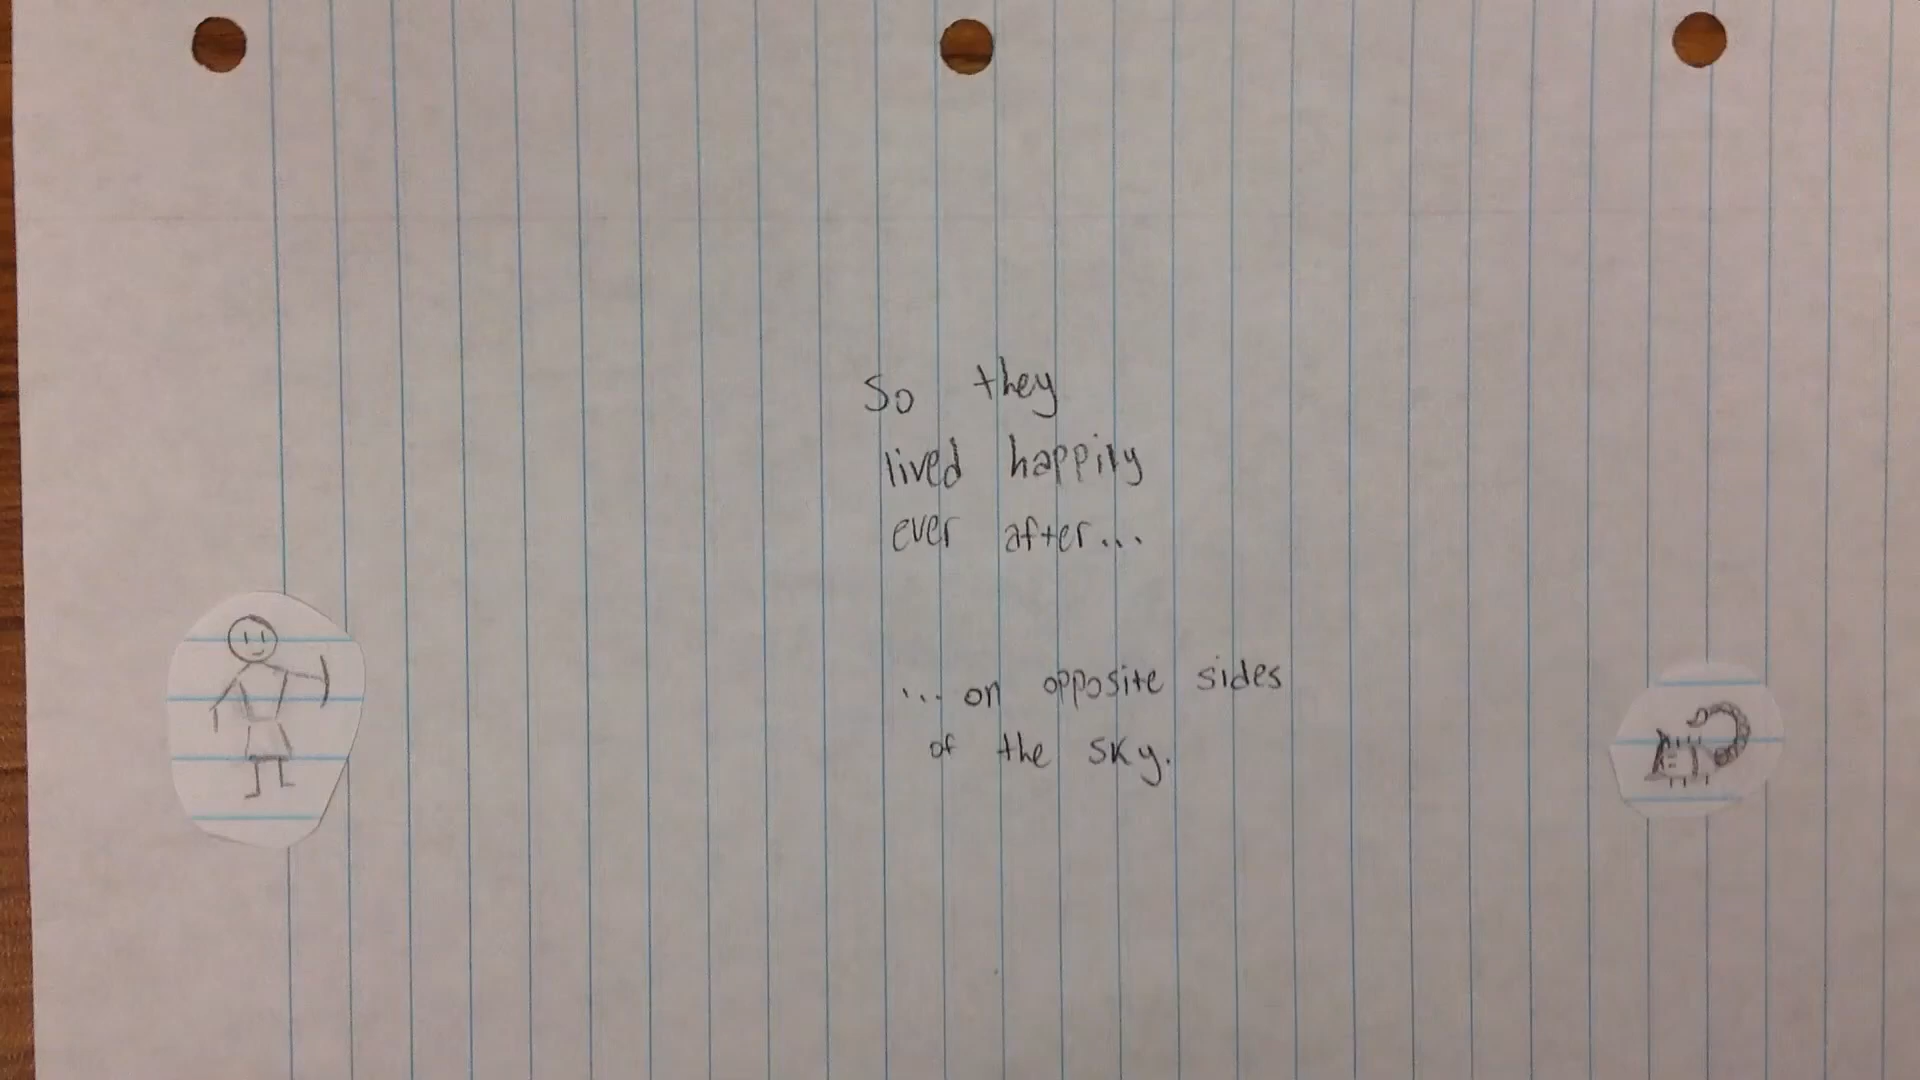 So they
lived happily
ever after...
... on opposite sides
of the sky.